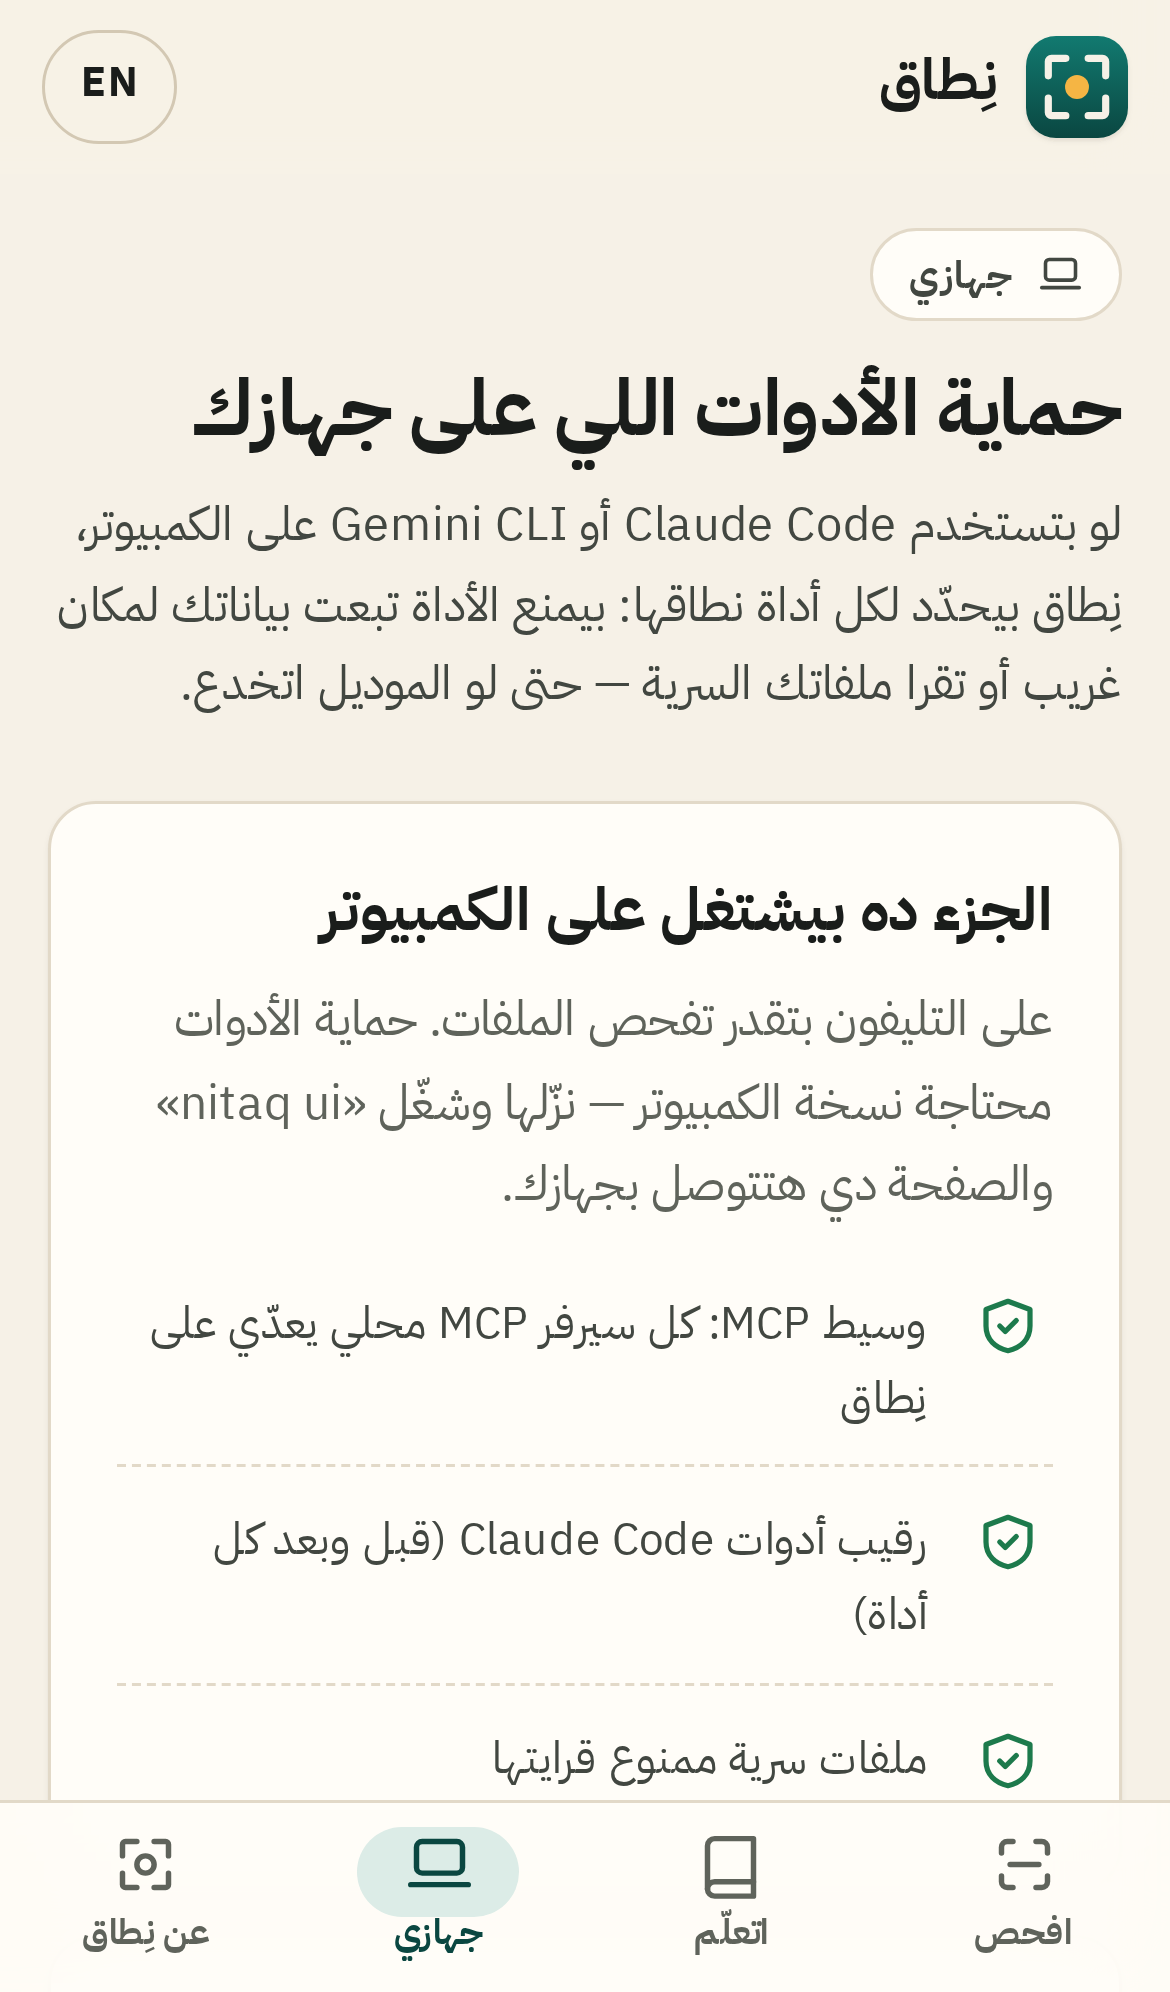 نِطاق
EN
جهازي
حماية الأدوات اللي على جهازك
لو بتستخدم Claude Code أو Gemini CLI على الكمبيوتر،
نِطاق بيحدّد لكل أداة نطاقها: بيمنع الأداة تبعت بياناتك لمكان
غريب أو تقرا ملفاتك السرية — حتى لو الموديل اتخدع.
الجزء ده بيشتغل على الكمبيوتر
على التليفون بتقدر تفحص الملفات. حماية الأدوات
محتاجة نسخة الكمبيوتر — نزّلها وشغّل «nitaq ui»
والصفحة دي هتتوصل بجهازك.
وسيط MCP: كل سيرفر MCP محلي يعدّي على
نِطاق
رقيب أدوات Claude Code (قبل وبعد كل
أداة)
ملفات سرية ممنوع قرايتها
افحص
اتعلّم
جهازي
عن نِطاق